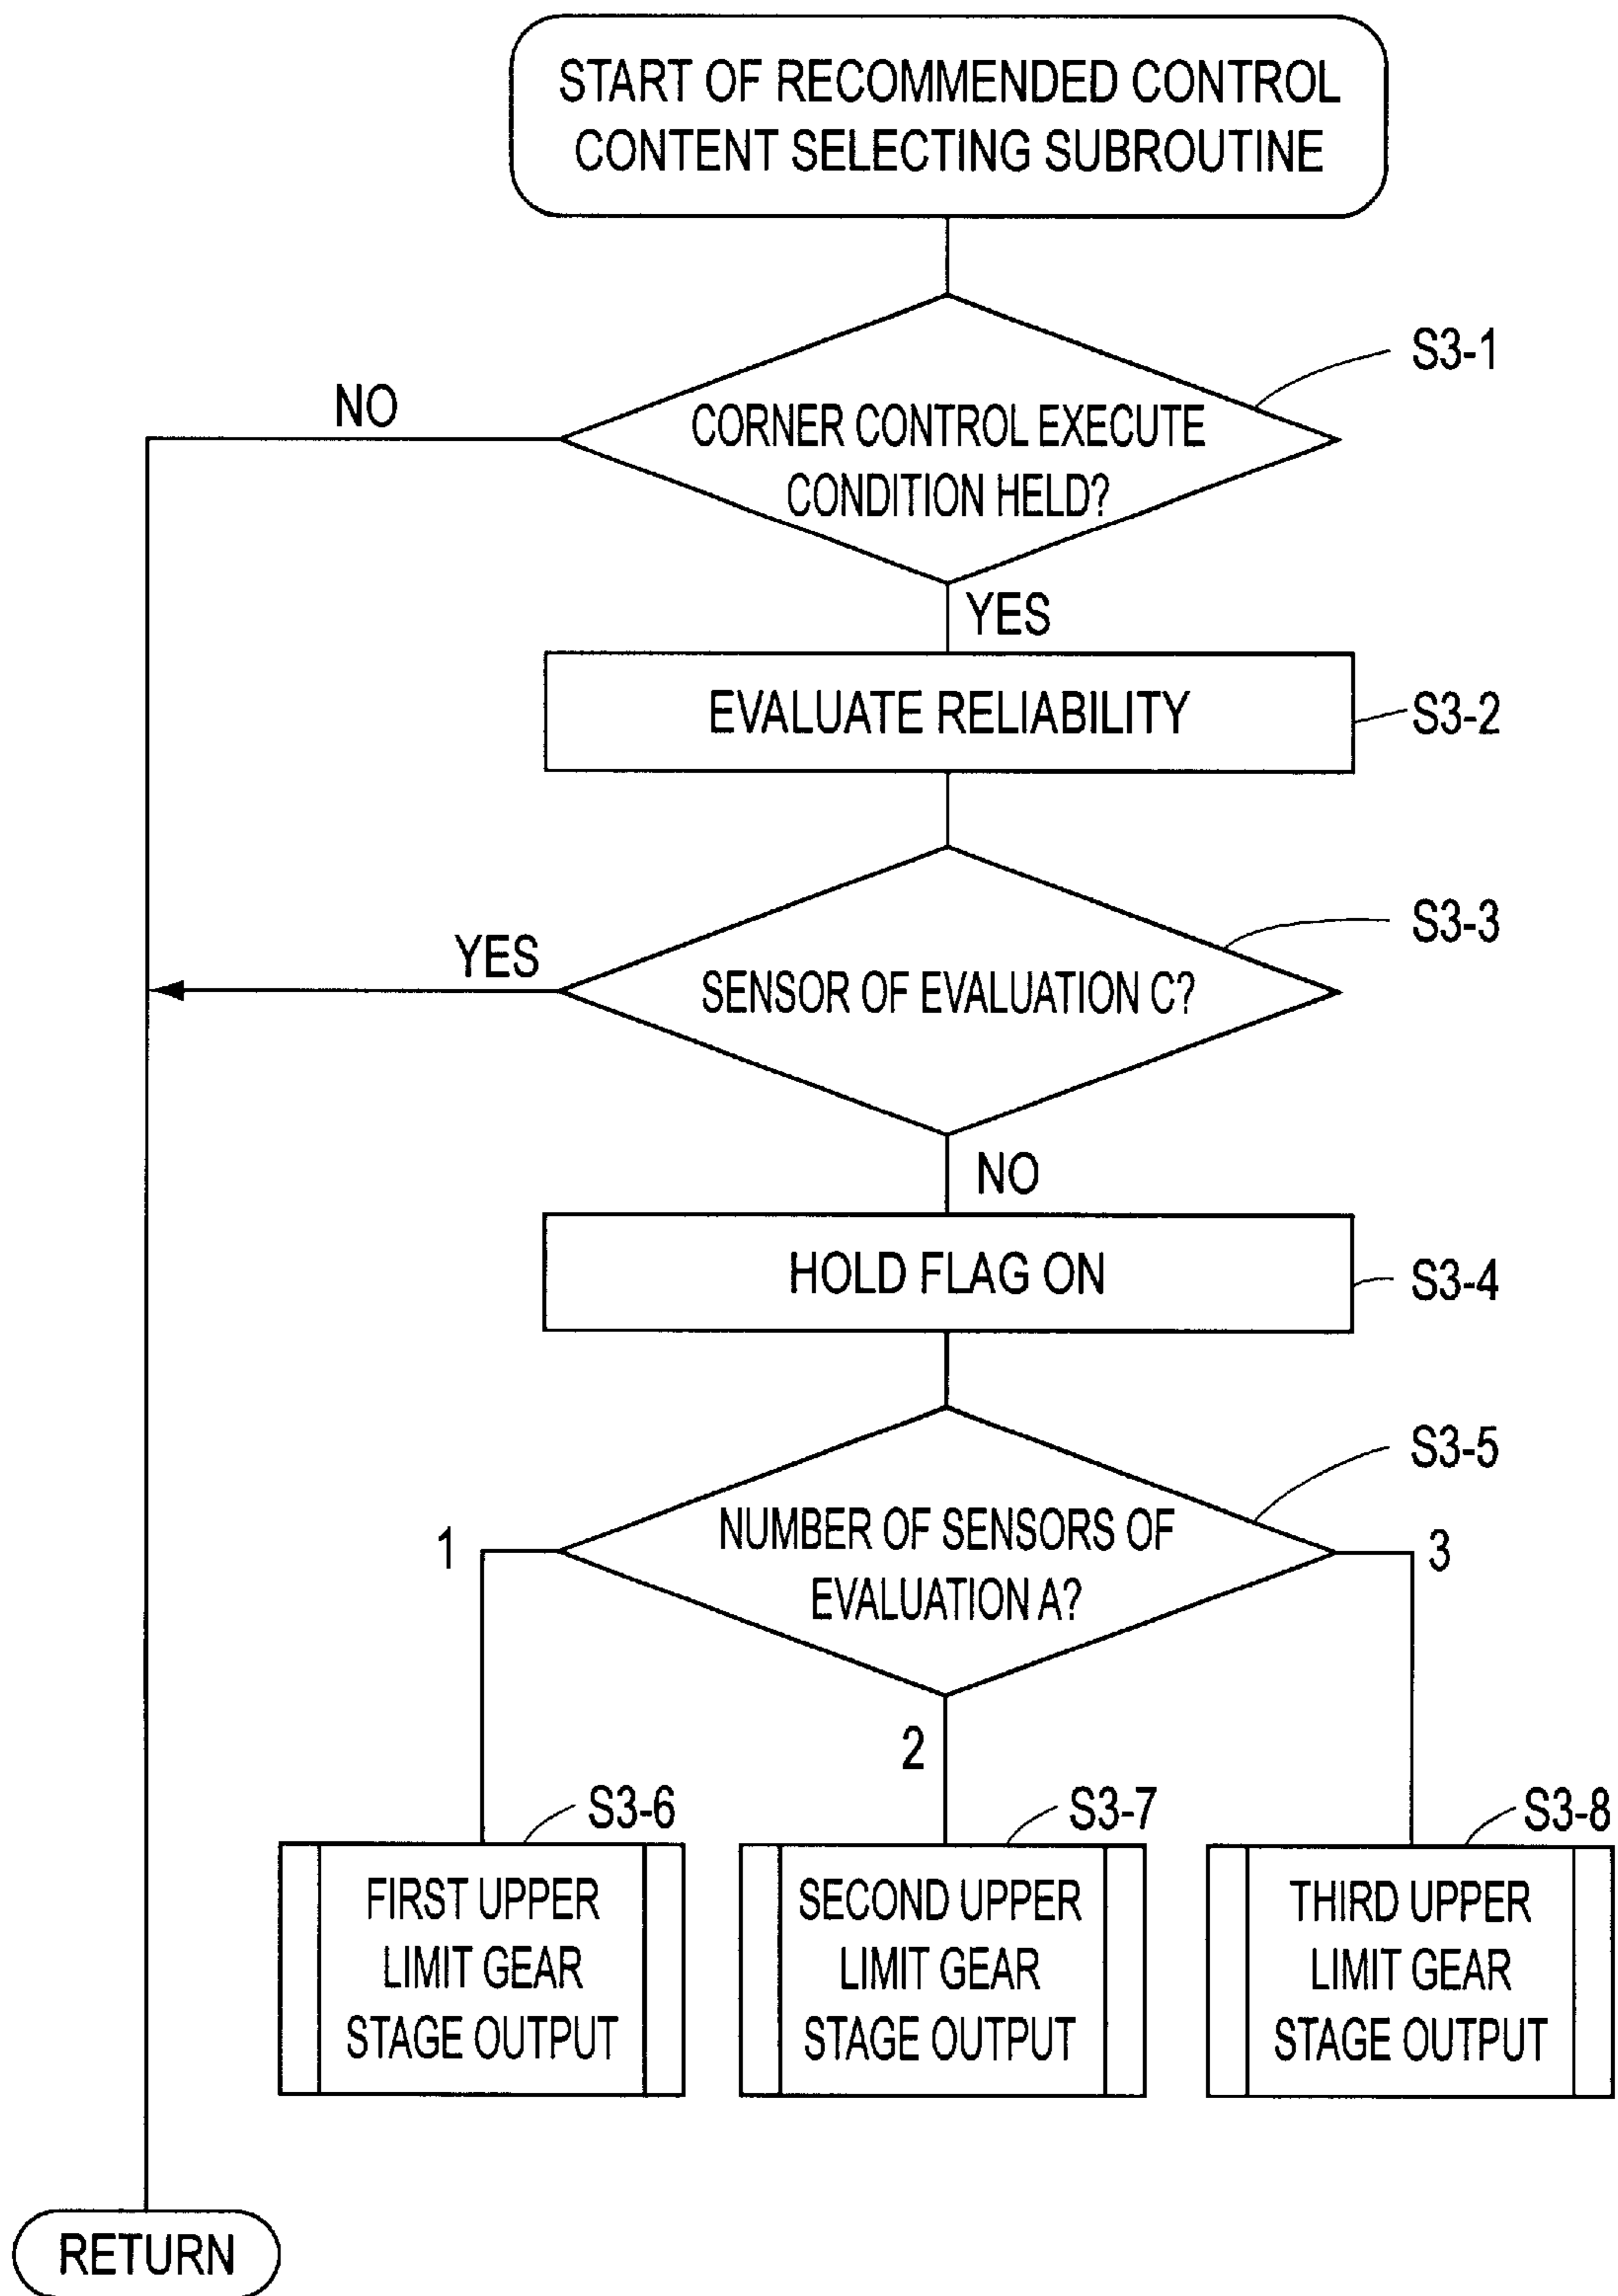 START OF RECOMMENDED CONTROL
CONTENT SELECTING SUBROUTINE
S3-1
NO
CORNER CONTROL EXECUTE
CONDITION HELD?
YES
EVALUATE RELIABILITY
S3-2
S3-3
YES
SENSOR OF EVALUATION C?
NO
HOLD FLAG ON
S3-4
S3-5
1
NUMBER OF SENSORS OF
EVALUATION A?
3
2
S3-6
S3-7
S3-8
FIRST UPPER
LIMIT GEAR
STAGE OUTPUT
SECOND UPPER
LIMIT GEAR
STAGE OUTPUT
THIRD UPPER
LIMIT GEAR
STAGE OUTPUT
RETURN